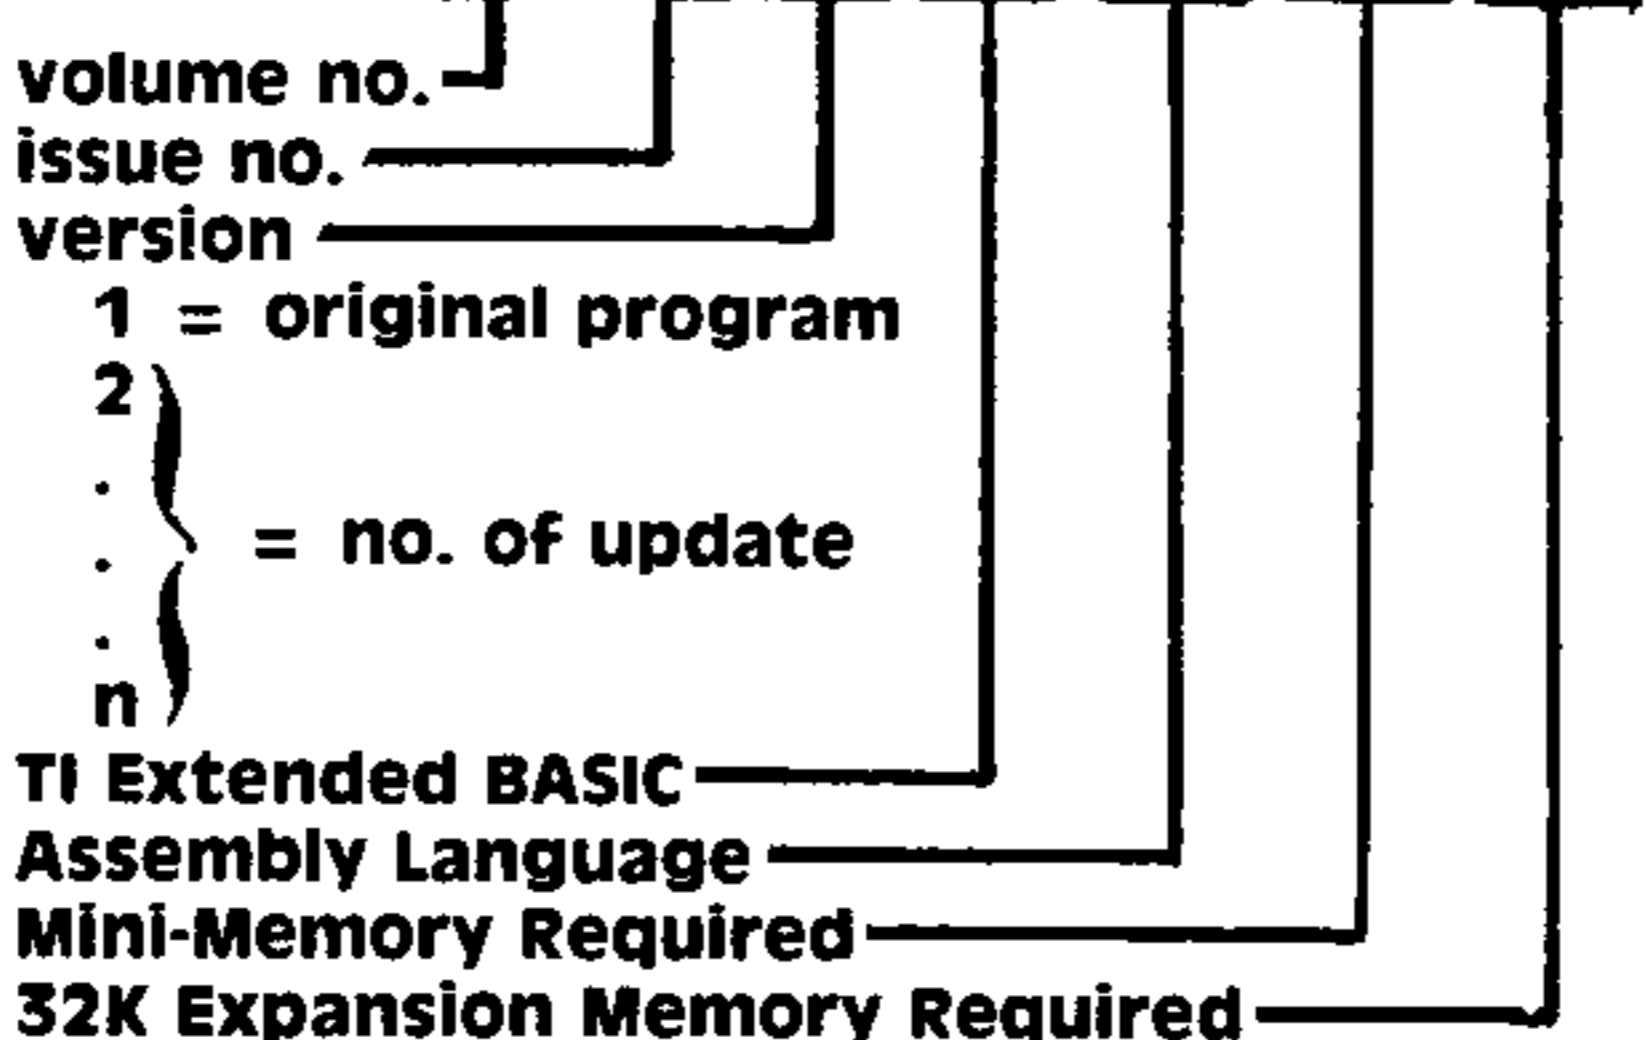 volume no.
issue no.
version
1 = original program
2
.
.
= no. of update
.
n
TI Extended BASIC
Assembly Language
Mini-Memory Required
32K Expansion Memory Required